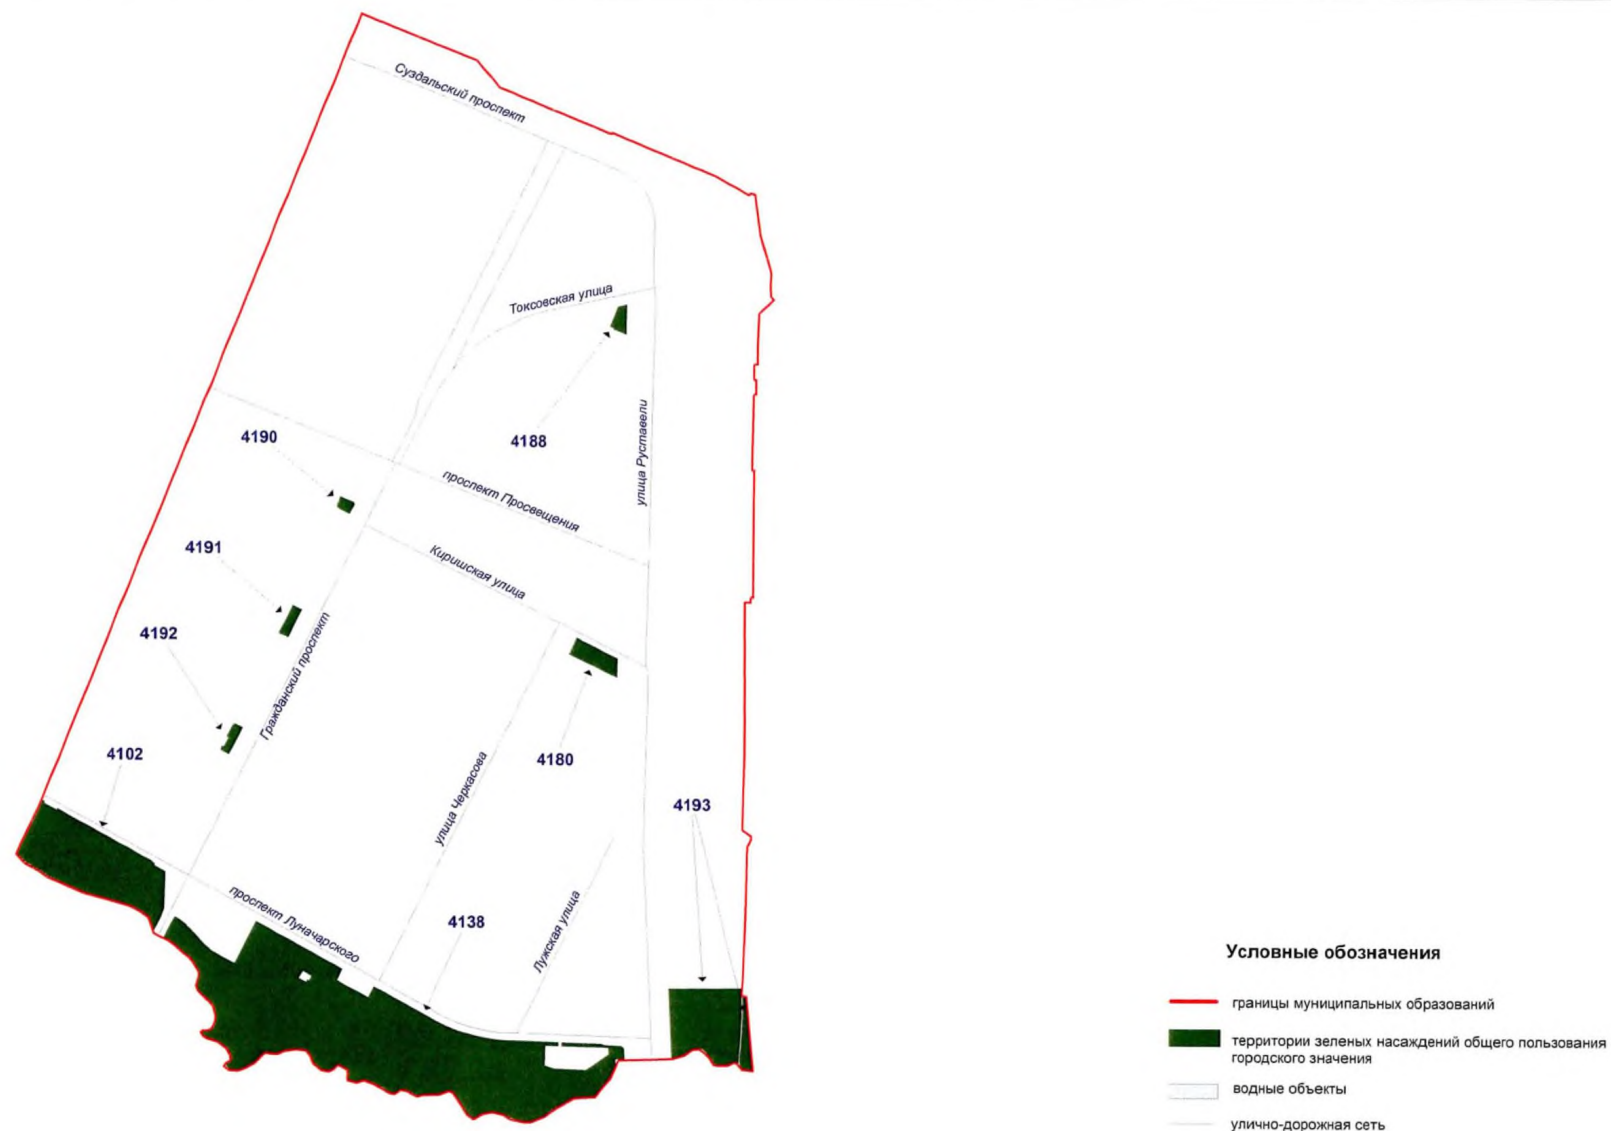 Суздальский проспект
Токсовская улица
4188
улица Руставели
4190
проспект Просвещения
4191
Киришская улица
4192
Гражданский проспект
4180
4102
улица Черкасова
4193
проспект Луначарского
4138
Лужская улица
Условные обозначения
границы муниципальных образований
территории зеленых насаждений общего пользования
городского значения
водные объекты
улично-дорожная сеть